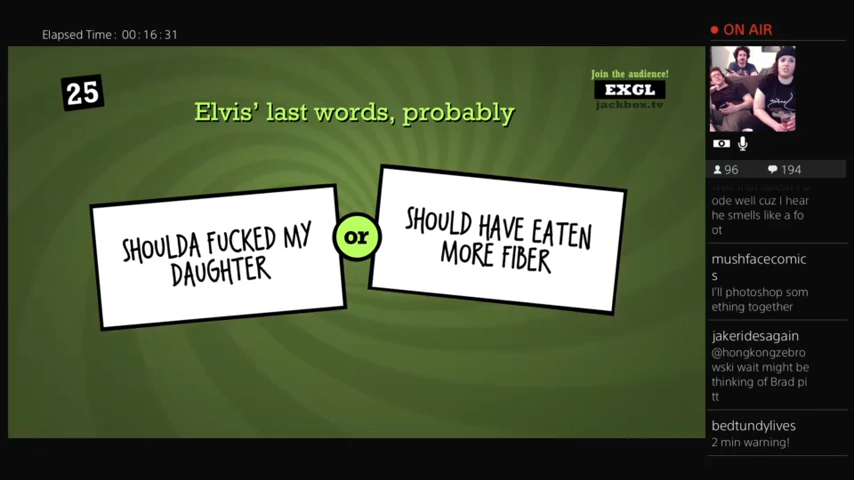 Elapsed Time: 00:16:31
ON AIR
25
Join the audience!
EXGL
jackbox.tv
Elvis' last words, probably
SHOULDA FUCKED MY
DAUGHTER
or
SHOULD HAVE EATEN
MORE FIBER
96 194
ode well cuz I hear
he smells like a fo
ot
mushfacecomic
s
I'll photoshop som
ething together
jakeridesagain
@hongkongzebro
wski wait might be
thinking of Brad pi
tt
bedtundylives
2 min warning!